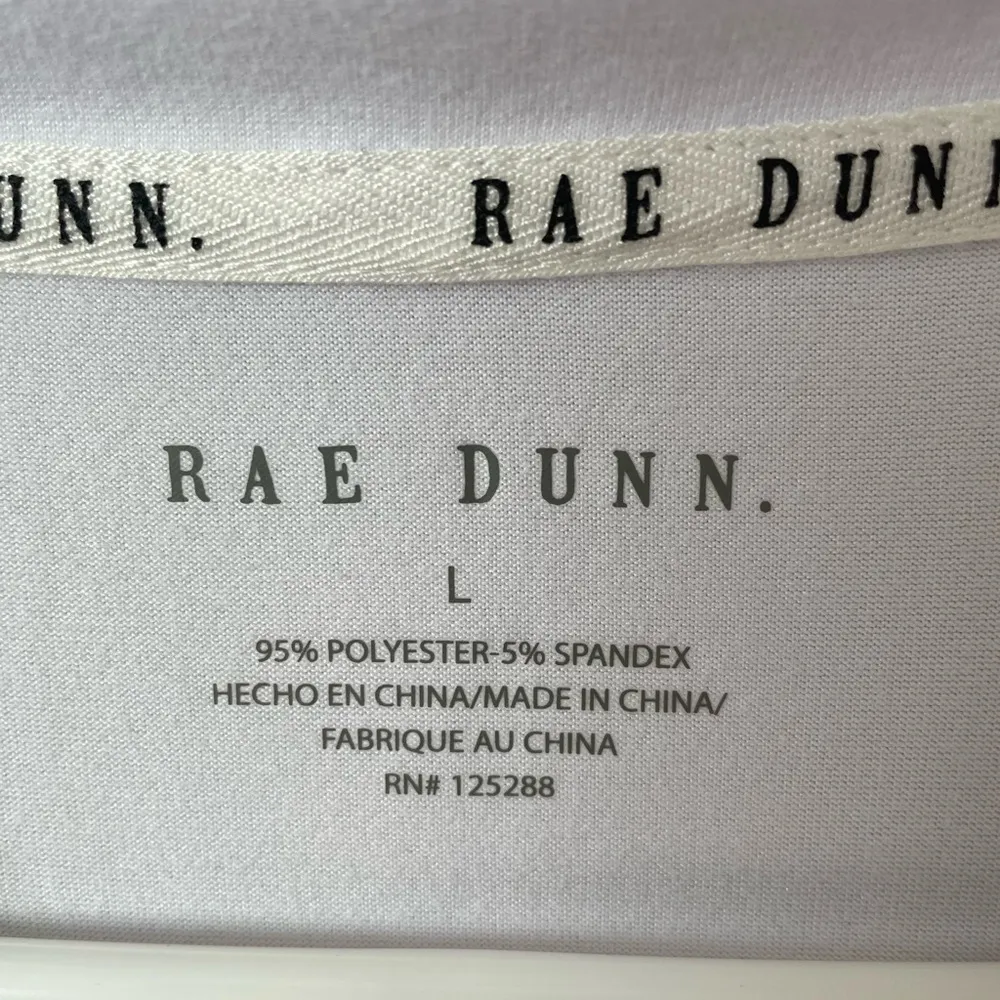 UNN. RAE DUNN
RAE DUNN.
L
95% POLYESTER-5% SPANDEX
HECHO EN CHINA/MADE IN CHINA/
FABRIQUE AU CHINA
RN# 125288